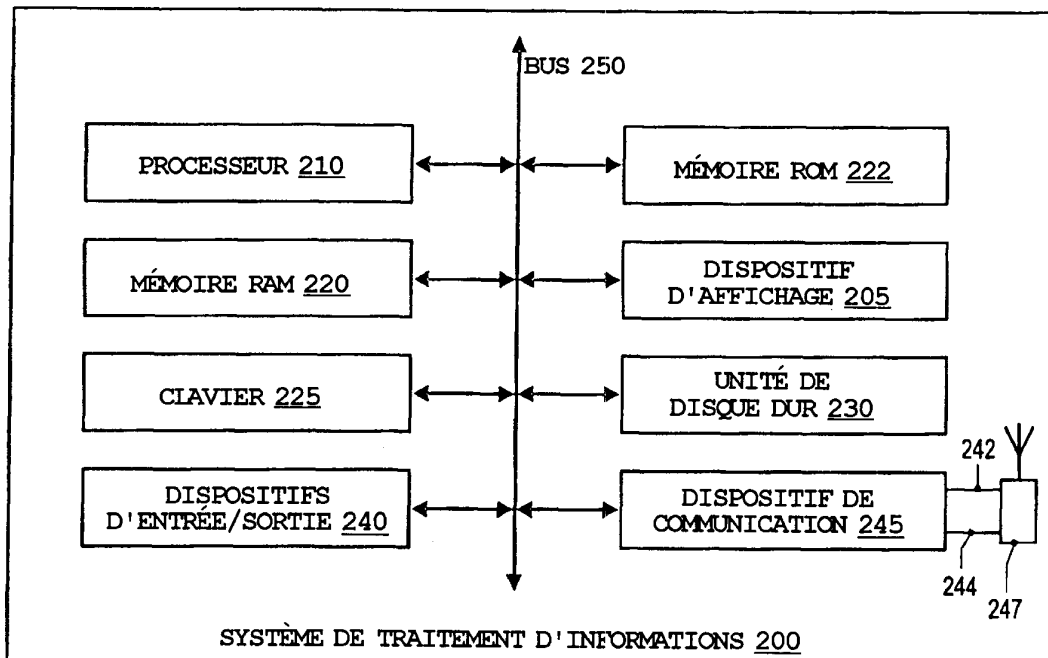 BUS 250
PROCESSEUR 210
MÉMOIRE ROM 222
MÉMOIRE RAM 220
DISPOSITIF
D'AFFICHAGE 205
CLAVIER 225
UNITÉ DE
DISQUE DUR 230
DISPOSITIFS
D'ENTRÉE/SORTIE 240
DISPOSITIF DE
COMMUNICATION 245
242
244
247
SYSTÈME DE TRAITEMENT D'INFORMATIONS 200